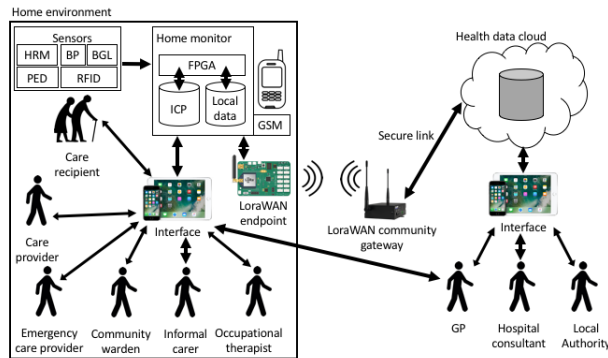 Home environment
Sensors
HRM
BP
BGL
PED
RFID
Home monitor
FPGA
ICP
Local
data
GSM
Care
recipient
LoraWAN
endpoint
Care
provider
Interface
Emergency
care provider
Community
warden
Informal
carer
Occupational
therapist
LoraWAN community
gateway
Secure link
Health data cloud
Interface
GP
Hospital
consultant
Local
Authority